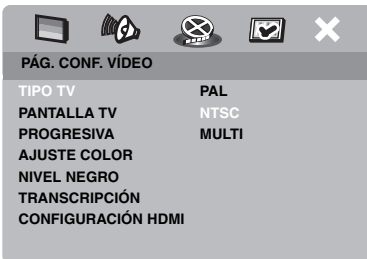 PÁG. CONF. VÍDEO
TIPO TV PAL
PANTALLA TV NTSC
PROGRESIVA MULTI
AJUSTE COLOR
NIVEL NEGRO
TRANSCRIPCIÓN
CONFIGURACIÓN HDMI